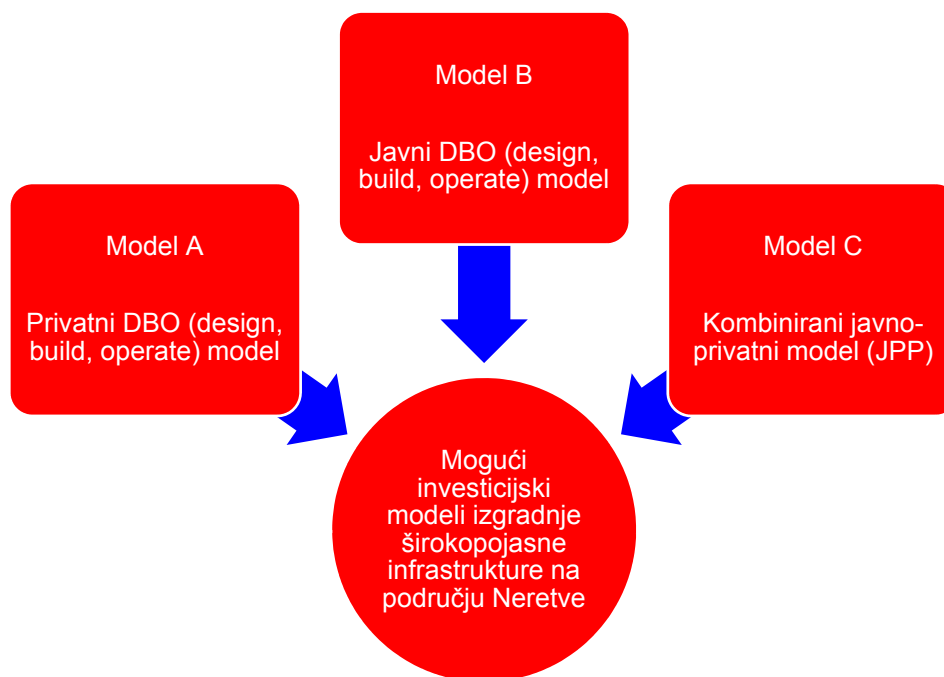 Model B
Javni DBO (design,
build, operate) model
Model A
Privatni DBO (design,
build, operate) model
Model C
Kombinirani javno-
privatni model (JPP)
Mogući
investicijski
modeli izgradnje
širokopojasne
infrastrukture na
području Neretve